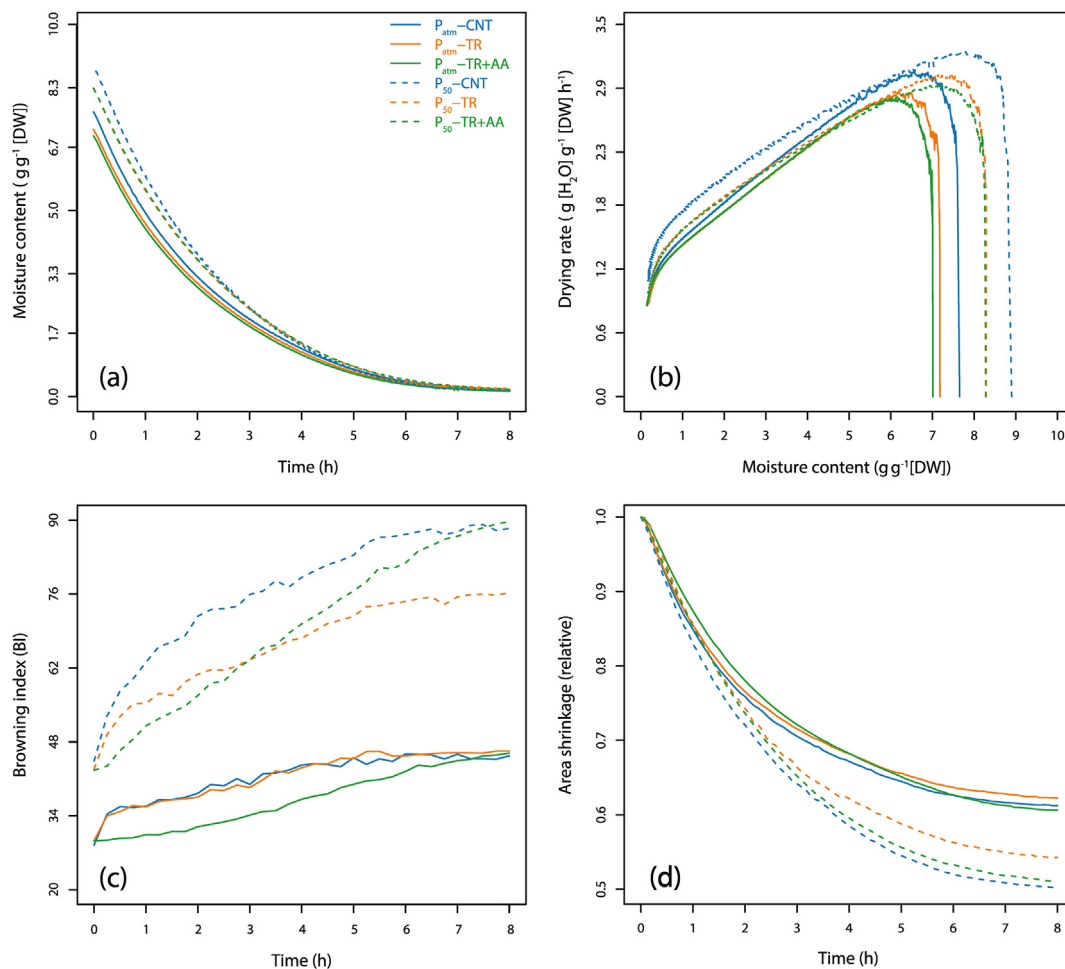 Moisture content ( g g⁻¹ [DW])
10.0
8.3
6.7
5.0
3.3
1.7
0.0
P_atm−CNT
P_atm−TR
P_atm−TR+AA
P_50−CNT
P_50−TR
P_50−TR+AA
(a)
0 1 2 3 4 5 6 7 8
Time (h)
Drying rate ( g [H₂O] g⁻¹ [DW] h⁻¹)
3.5
2.9
2.3
1.8
1.2
0.6
0.0
(b)
0 1 2 3 4 5 6 7 8 9 10
Moisture content (g g⁻¹[DW])
Browning index (BI)
90
76
62
48
34
20
(c)
0 1 2 3 4 5 6 7 8
Time (h)
Area shrinkage (relative)
1.0
0.9
0.8
0.7
0.6
0.5
(d)
0 1 2 3 4 5 6 7 8
Time (h)